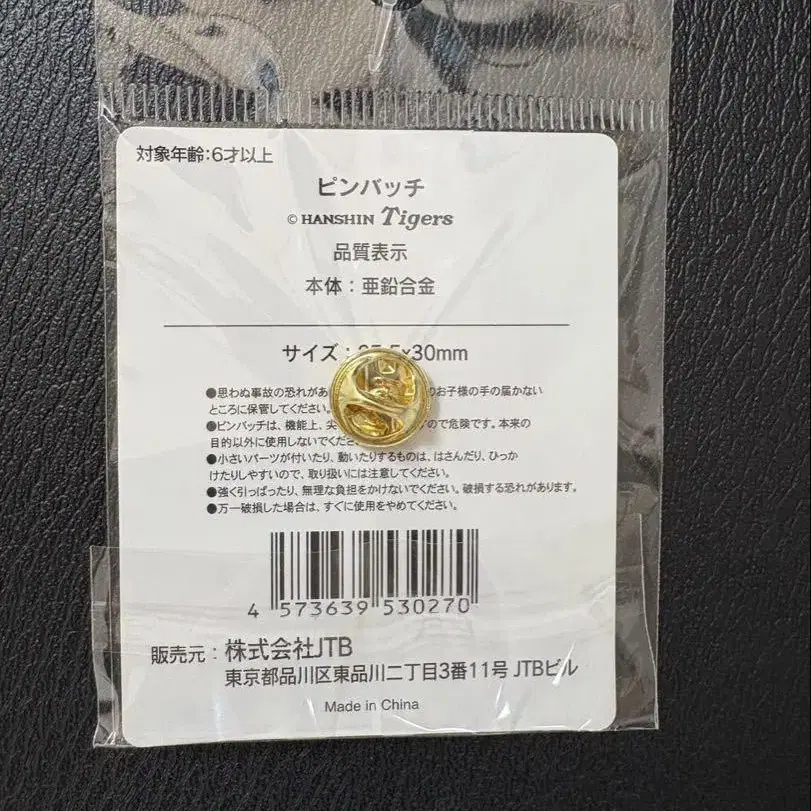 対象年齢:6才以上
ピンバッチ
© HANSHIN Tigers
品質表示
本体：亜鉛合金
サイズ： 5×30mm
●思わぬ事故の恐れがあ のお子様の手の届かない
ところに保管してください。
●ピンバッチは、機能上、尖 ので危険です。本来の
目的以外に使用しないでくださ
●小さいパーツが付いたり、動いたりするものは、はさんだり、ひっか
けたりしやすいので、取り扱いには注意してください。
●強く引っぱったり、無理な負担をかけないでください。破損する恐れがあります。
●万一破損した場合は、すぐに使用をやめてください。
4 573639 530270
販売元：株式会社JTB
東京都品川区東品川二丁目3番11号 JTBビル
Made in China